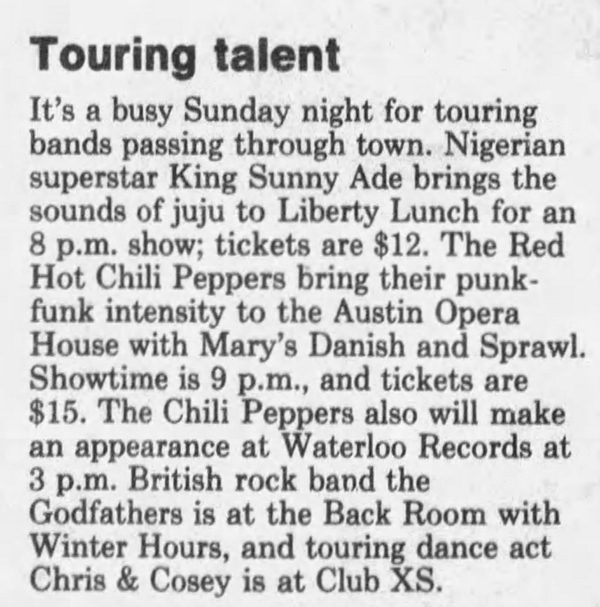 Touring talent
It's a busy Sunday night for touring
bands passing through town. Nigerian
superstar King Sunny Ade brings the
sounds of juju to Liberty Lunch for an
8 p.m. show; tickets are $12. The Red
Hot Chili Peppers bring their punk-
funk intensity to the Austin Opera
House with Mary's Danish and Sprawl.
Showtime is 9 p.m., and tickets are
$15. The Chili Peppers also will make
an appearance at Waterloo Records at
3 p.m. British rock band the
Godfathers is at the Back Room with
Winter Hours, and touring dance act
Chris & Cosey is at Club XS.